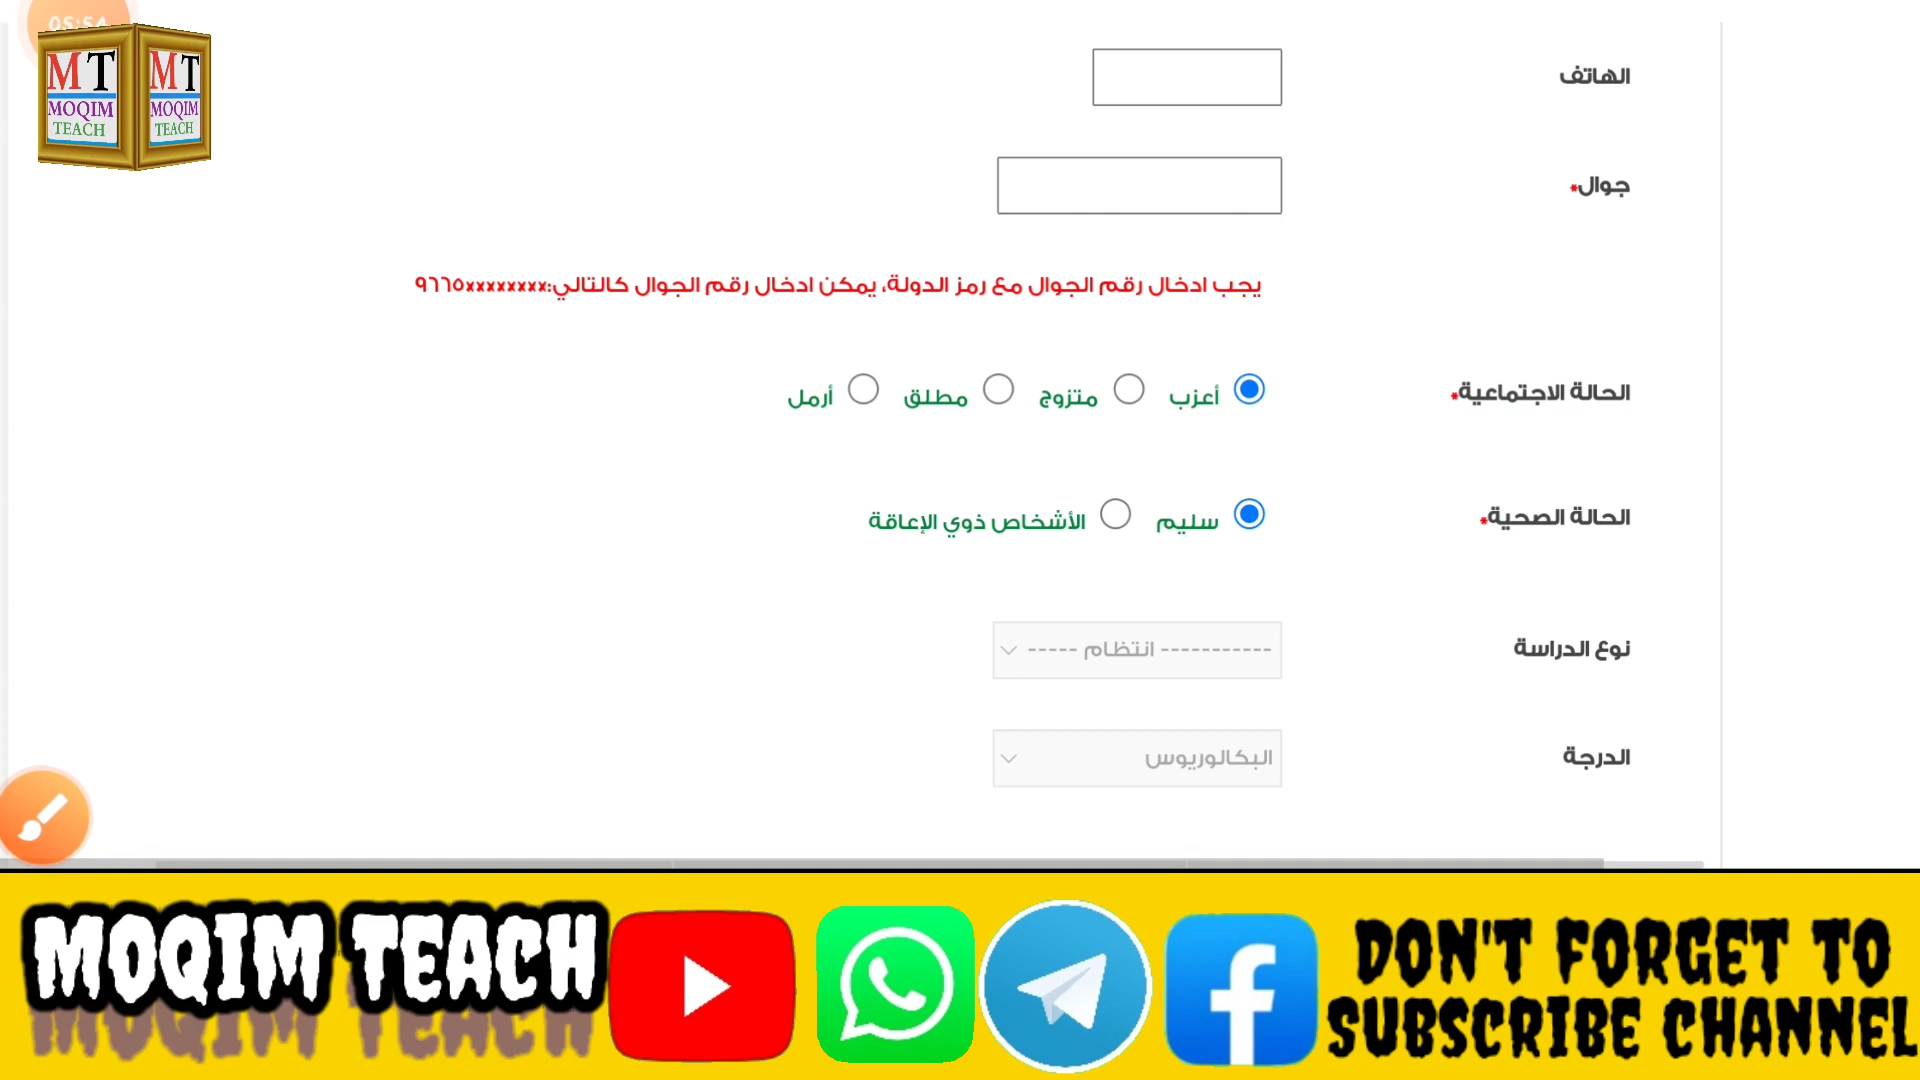 05:54
MT MT
MOQIM MOQIM
TEACH TEACH
الهاتف
جوال*
يجب ادخال رقم الجوال مع رمز الدولة، يمكن ادخال رقم الجوال كالتالي:٩٦٦٥xxxxxxxx
الحالة الاجتماعية* أعزب متزوج مطلق أرمل
الحالة الصحية* سليم الأشخاص ذوي الإعاقة
نوع الدراسة ----------- انتظام -----
الدرجة البكالوريوس
MOQIM TEACH
DON'T FORGET TO
SUBSCRIBE CHANNEL